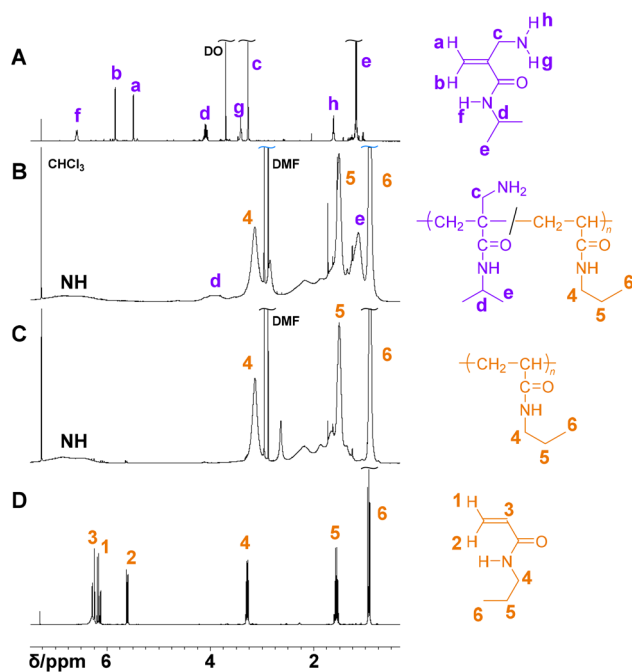 A
f
b
a
d
DO
g
c
h
e
a H
H b
c
N
H
h
H
g
O
H
f
N
d
e
B
CHCl3
NH
d
4
DMF
5
e
6
c
NH2
(CH2 C CH2 CH)n
C=O C=O
NH NH
d e 4 5 6
C
NH
4
DMF
5
6
(CH2 CH)n
C=O
NH
4
5
6
D
3
1
2
4
5
6
1
H
3
H
2
O
H N
4
6
5
δ/ppm 6 4 2